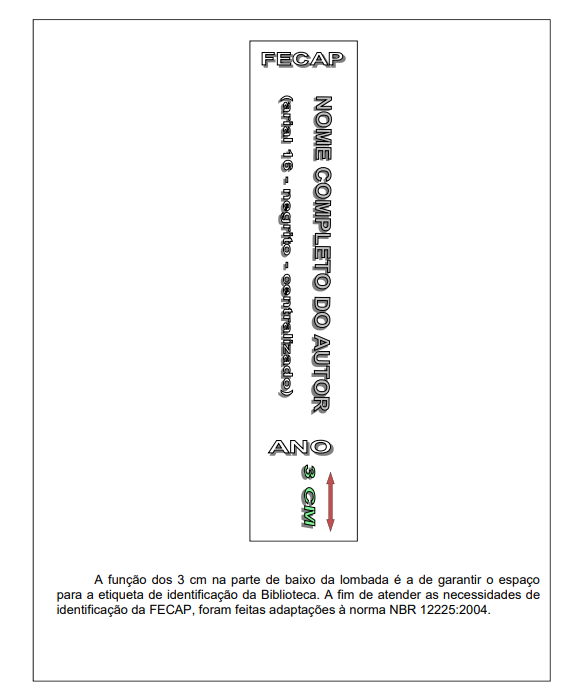 FECAP
NOME COMPLETO DO AUTOR
(arial 16 - negrito - centralizado)
ANO
3 CM
A função dos 3 cm na parte de baixo da lombada é a de garantir o espaço
para a etiqueta de identificação da Biblioteca. A fim de atender as necessidades de
identificação da FECAP, foram feitas adaptações à norma NBR 12225:2004.